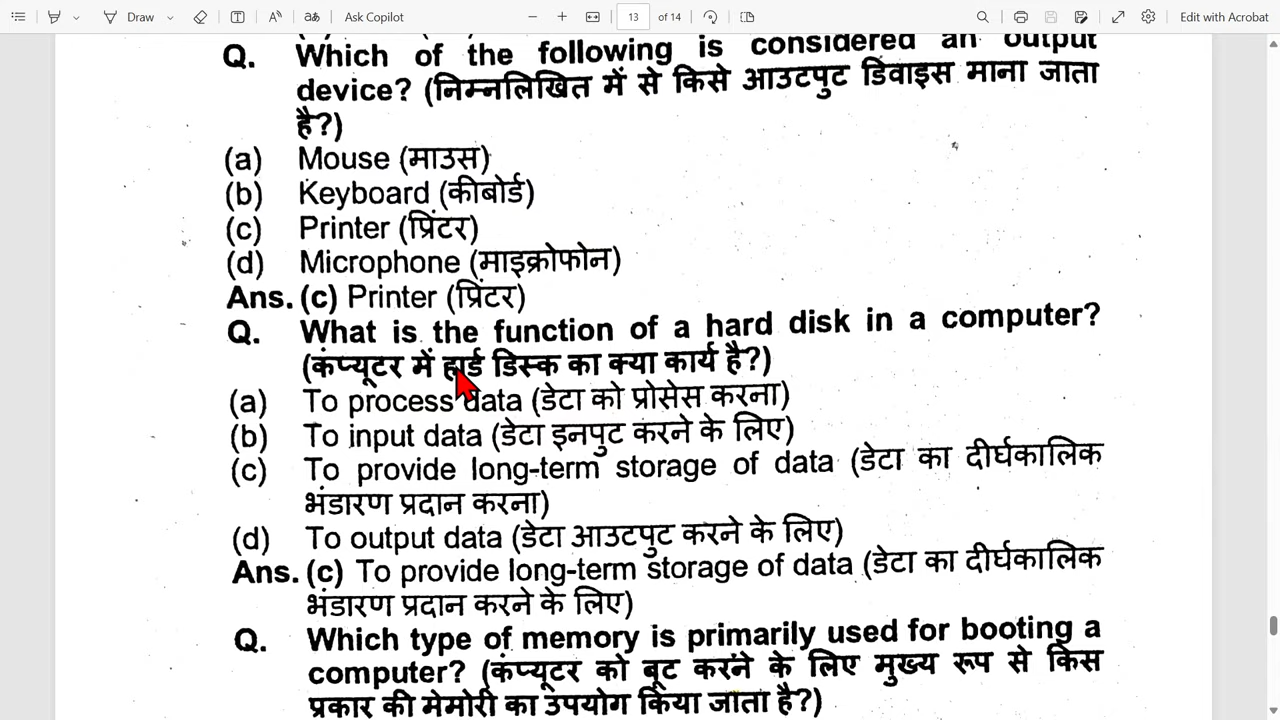 Draw
Ask Copilot
13 of 14
Edit with Acrobat
Q. Which of the following is considered an output
device? (निम्नलिखित में से किसे आउटपुट डिवाइस माना जाता
है?)
(a) Mouse (माउस)
(b) Keyboard (कीबोर्ड)
(c) Printer (प्रिंटर)
(d) Microphone (माइक्रोफोन)
Ans. (c) Printer (प्रिंटर)
Q. What is the function of a hard disk in a computer?
(कंप्यूटर में हार्ड डिस्क का क्या कार्य है?)
(a) To process data (डेटा को प्रोसेस करना)
(b) To input data (डेटा इनपुट करने के लिए)
(c) To provide long-term storage of data (डेटा का दीर्घकालिक
भंडारण प्रदान करना)
(d) To output data (डेटा आउटपुट करने के लिए)
Ans. (c) To provide long-term storage of data (डेटा का दीर्घकालिक
भंडारण प्रदान करने के लिए)
Q. Which type of memory is primarily used for booting a
computer? (कंप्यूटर को बूट करने के लिए मुख्य रूप से किस
प्रकार की मेमोरी का उपयोग किया जाता है?)